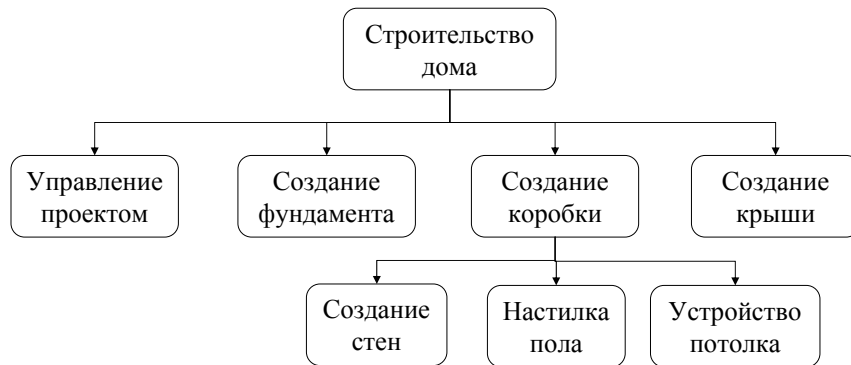 Строительство
дома
Управление
проектом
Создание
фундамента
Создание
коробки
Создание
крыши
Создание
стен
Настилка
пола
Устройство
потолка